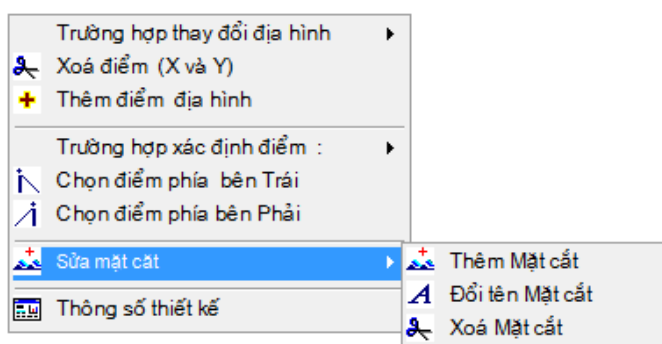 Trường hợp thay đổi địa hình
Xoá điểm (X và Y)
Thêm điểm địa hình
Trường hợp xác định điểm :
Chọn điểm phía bên Trái
Chọn điểm phía bên Phải
Sửa mặt căt
Thêm Mặt cắt
Đổi tên Mặt cắt
Thông số thiết kế
Xoá Mặt cắt